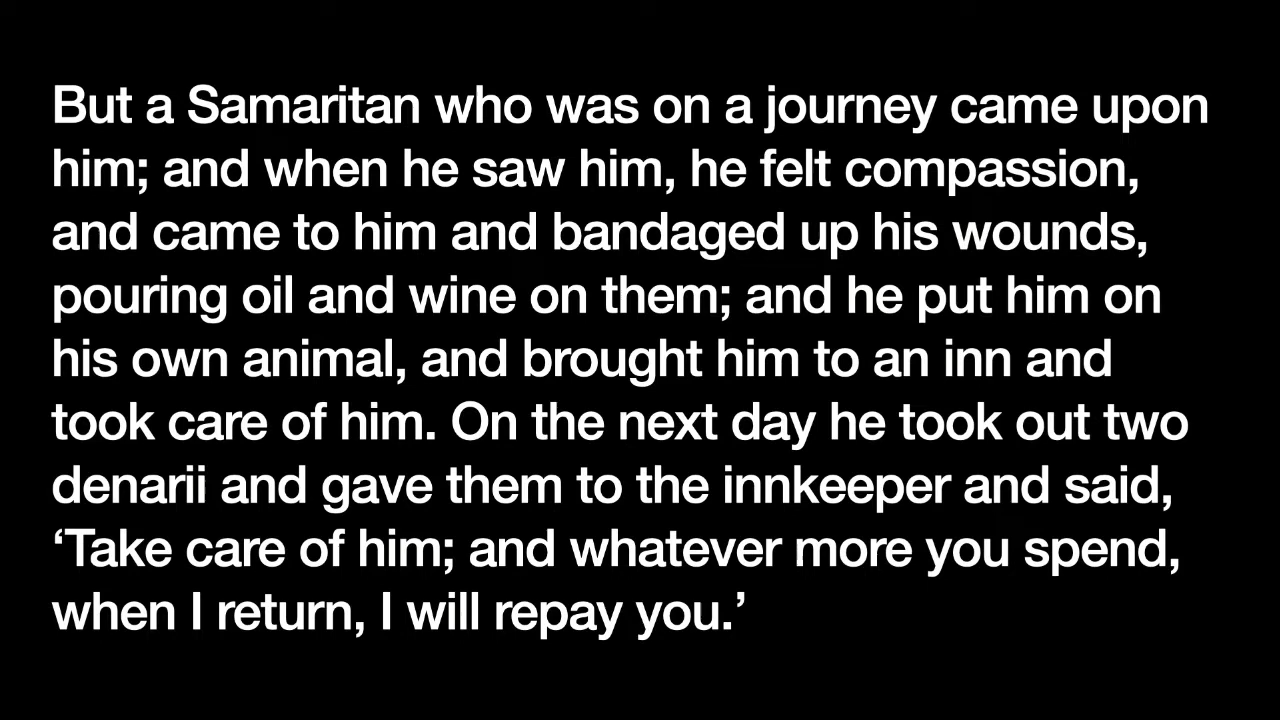 But a Samaritan who was on a journey came upon
him; and when he saw him, he felt compassion,
and came to him and bandaged up his wounds,
pouring oil and wine on them; and he put him on
his own animal, and brought him to an inn and
took care of him. On the next day he took out two
denarii and gave them to the innkeeper and said,
‘Take care of him; and whatever more you spend,
when I return, I will repay you.’